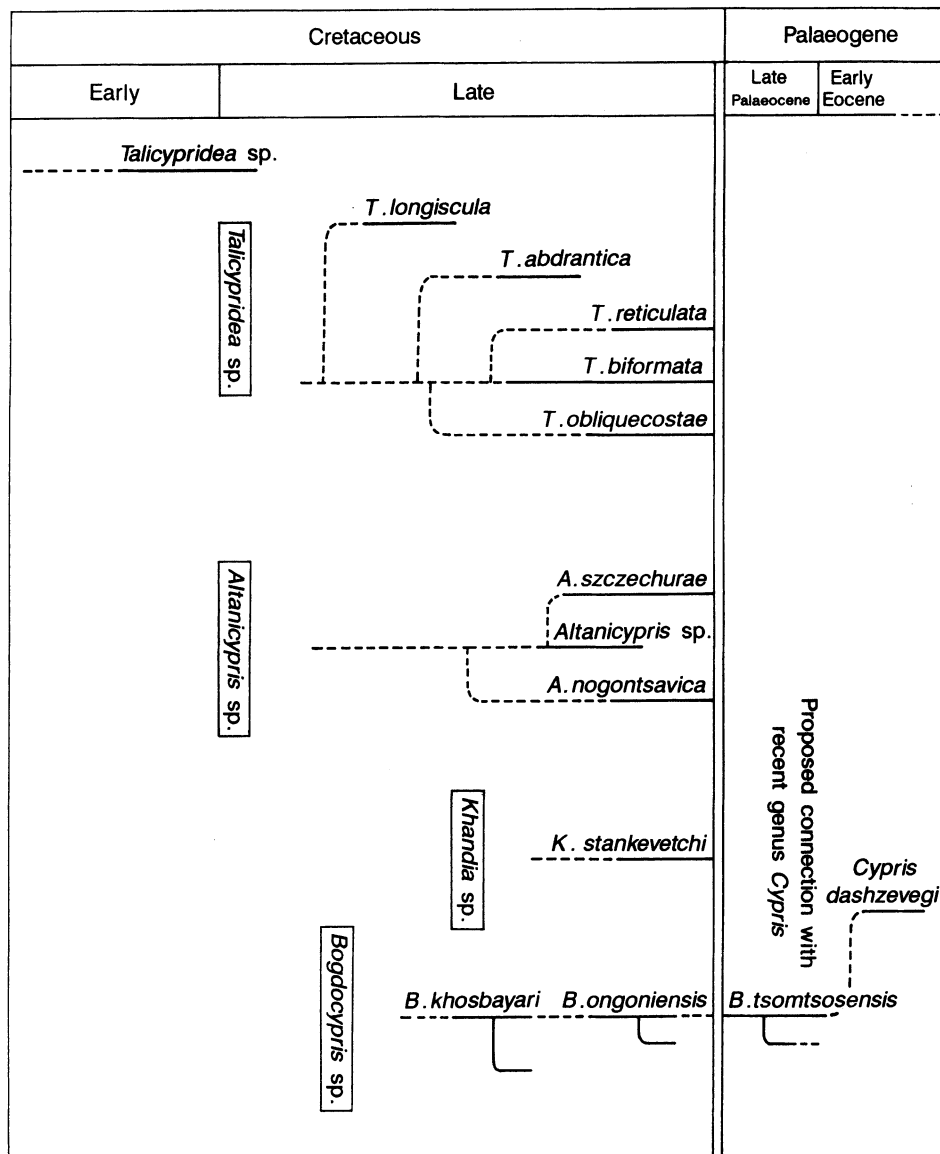 Cretaceous
Palaeogene
Early
Late
Late
Palaeocene
Early
Eocene
Talicypridea sp.
T.longiscula
Talicypridea sp.
T.abdrantica
T.reticulata
T.biformata
T.obliquecostae
Altanicypris sp.
A.szczechurae
Altanicypris sp.
A.nogontsavica
Proposed connection with
recent genus Cypris
Khandia sp.
K. stankevetchi
Cypris
dashzevegi
Bogdocypris sp.
B.khosbayari
B.ongoniensis
B.tsomtsosensis